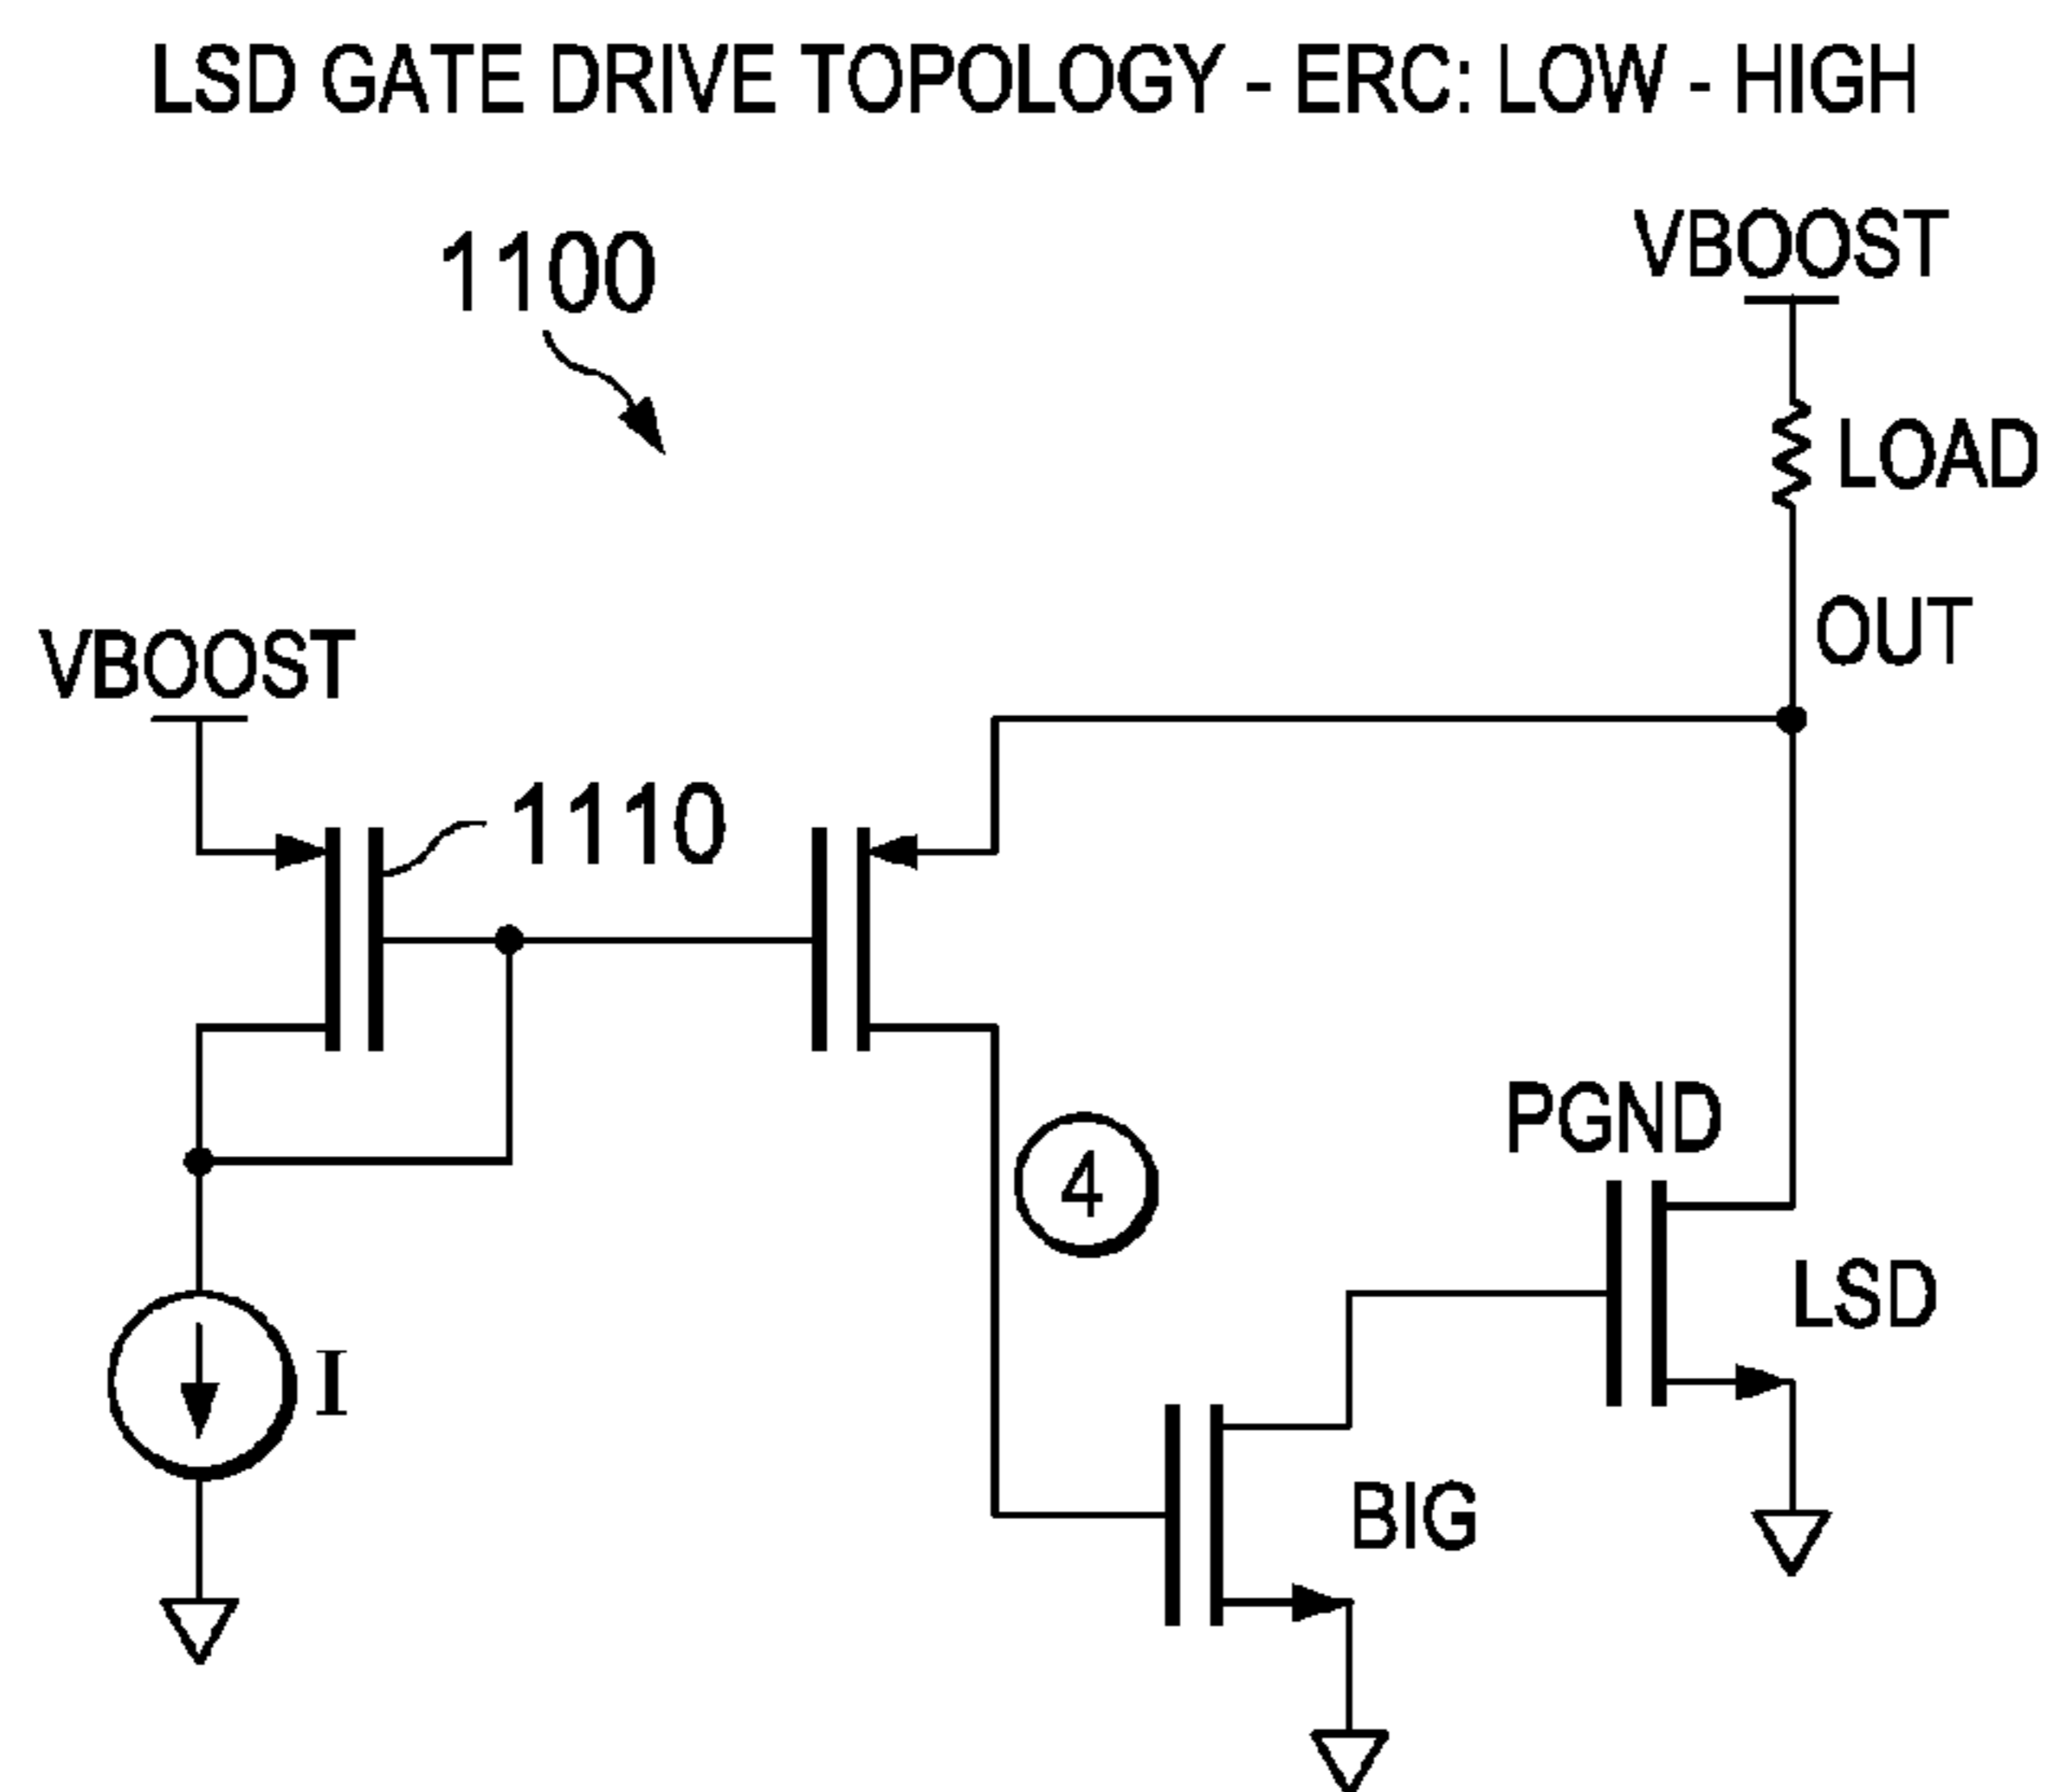 LSD GATE DRIVE TOPOLOGY - ERC: LOW - HIGH
1100
VBOOST
LOAD
OUT
VBOOST
1110
4
PGND
LSD
I
BIG